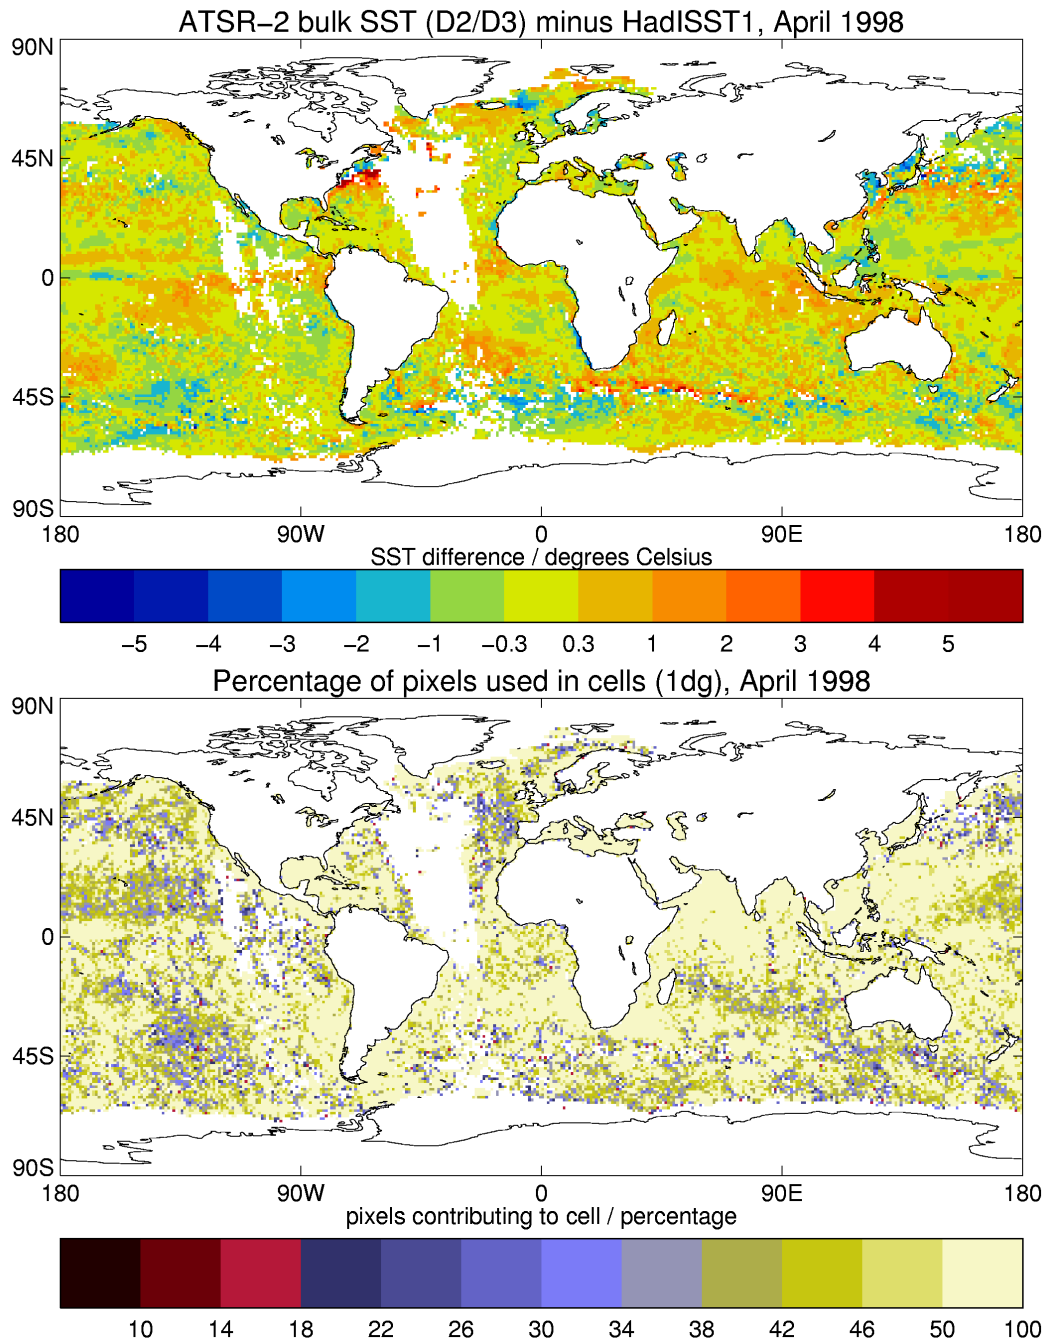 ATSR−2 bulk SST (D2/D3) minus HadISST1, April 1998
90N
45N
0
45S
90S
180 90W 0 90E 180
SST difference / degrees Celsius
−5 −4 −3 −2 −1 −0.3 0.3 1 2 3 4 5
Percentage of pixels used in cells (1dg), April 1998
90N
45N
0
45S
90S
180 90W 0 90E 180
pixels contributing to cell / percentage
10 14 18 22 26 30 34 38 42 46 50 100